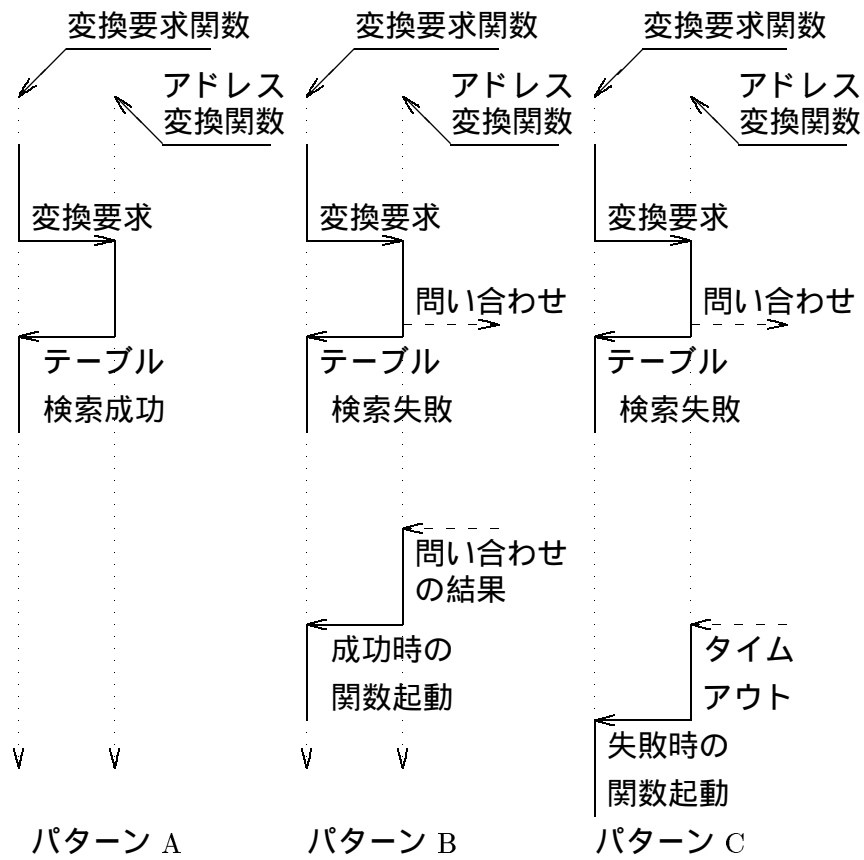 変換要求関数
アドレス
変換関数
変換要求
テーブル
検索成功
パターン A
変換要求関数
アドレス
変換関数
変換要求
問い合わせ
テーブル
検索失敗
問い合わせ
の結果
成功時の
関数起動
パターン B
変換要求関数
アドレス
変換関数
変換要求
問い合わせ
テーブル
検索失敗
タイム
アウト
失敗時の
関数起動
パターン C